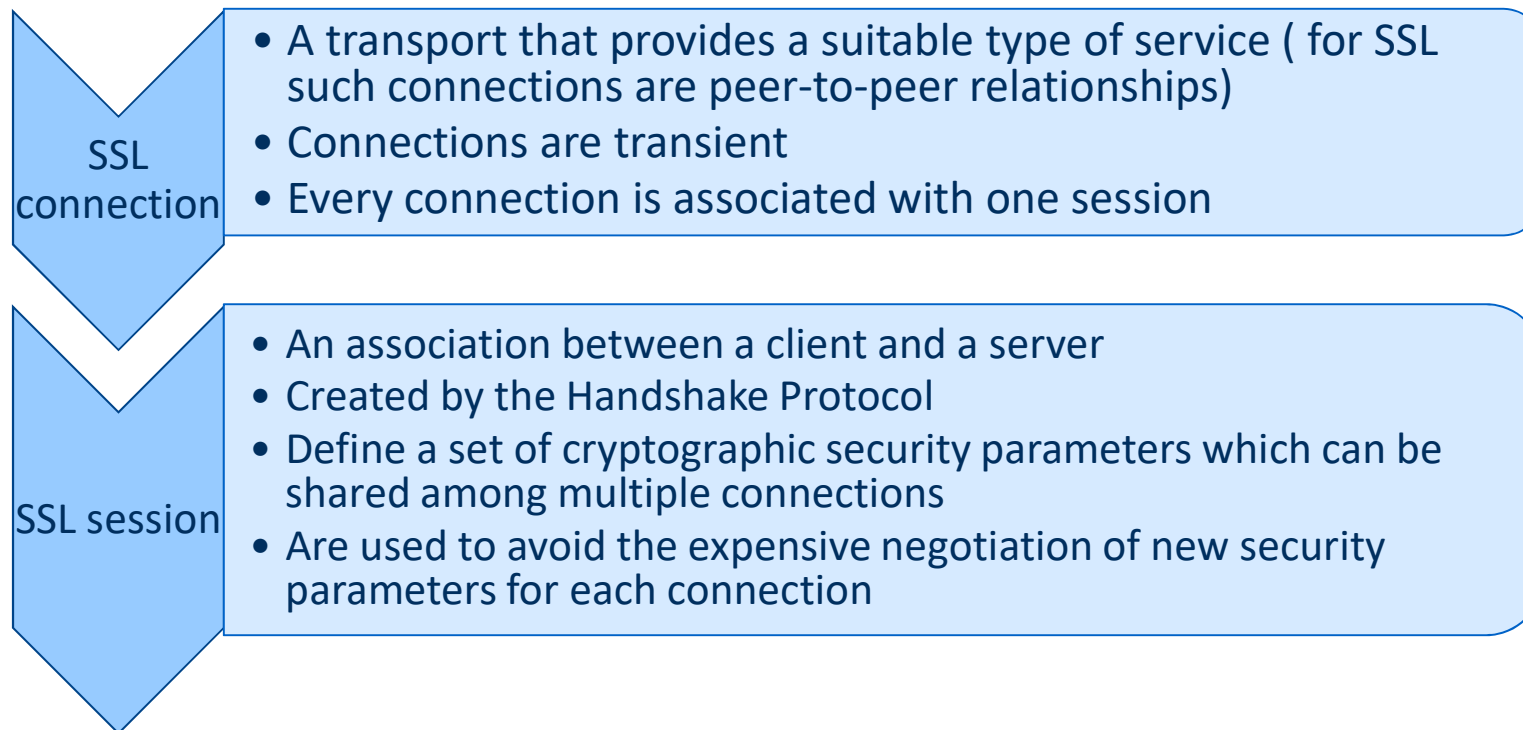 SSL
connection
• A transport that provides a suitable type of service ( for SSL
such connections are peer-to-peer relationships)
• Connections are transient
• Every connection is associated with one session
SSL session
• An association between a client and a server
• Created by the Handshake Protocol
• Define a set of cryptographic security parameters which can be
shared among multiple connections
• Are used to avoid the expensive negotiation of new security
parameters for each connection